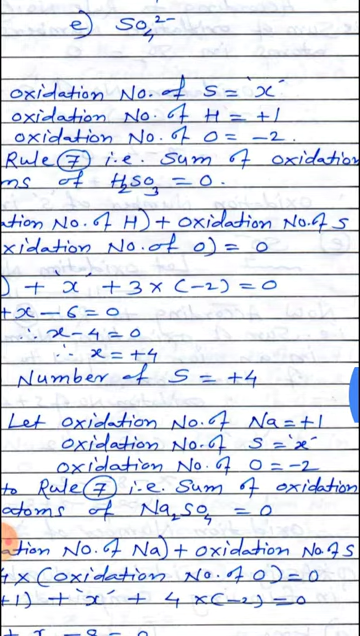 e) SO₄²⁻
Oxidation No. of S = 'x'
Oxidation No. of H = +1
Oxidation No. of O = -2.
Rule ⑦ i.e. Sum of oxidation
ms of H₂SO₃ = 0.
ation No. of H) + Oxidation No. of S
xidation No. of O) = 0
) + 'x' + 3 × (-2) = 0
+ x - 6 = 0
∴ x - 4 = 0
∴ x = +4
Number of S = +4
Let Oxidation No. of Na = +1
Oxidation No. of S = 'x'
Oxidation No. of O = -2
to Rule ⑦ i.e. Sum of oxidation
atoms of Na₂SO₄ = 0
ation No. of Na) + Oxidation No. of S
4 × (Oxidation No. of O) = 0
+1) + 'x' + 4 × (-2) = 0
+ x - 8 = 0